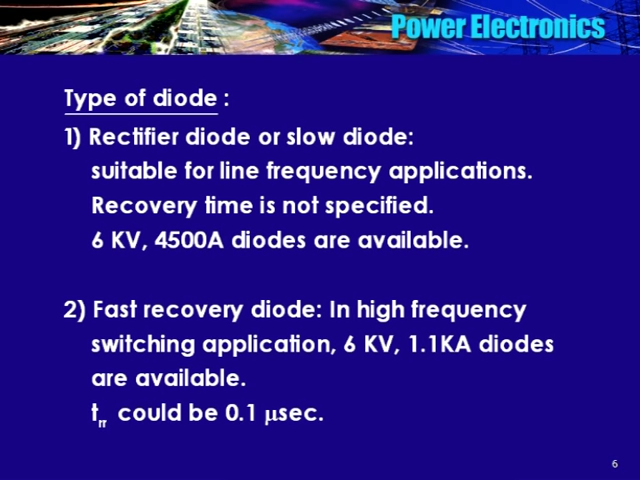 Power Electronics
Type of diode :
1) Rectifier diode or slow diode:
suitable for line frequency applications.
Recovery time is not specified.
6 KV, 4500A diodes are available.
2) Fast recovery diode: In high frequency
switching application, 6 KV, 1.1KA diodes
are available.
trr could be 0.1 μsec.
6